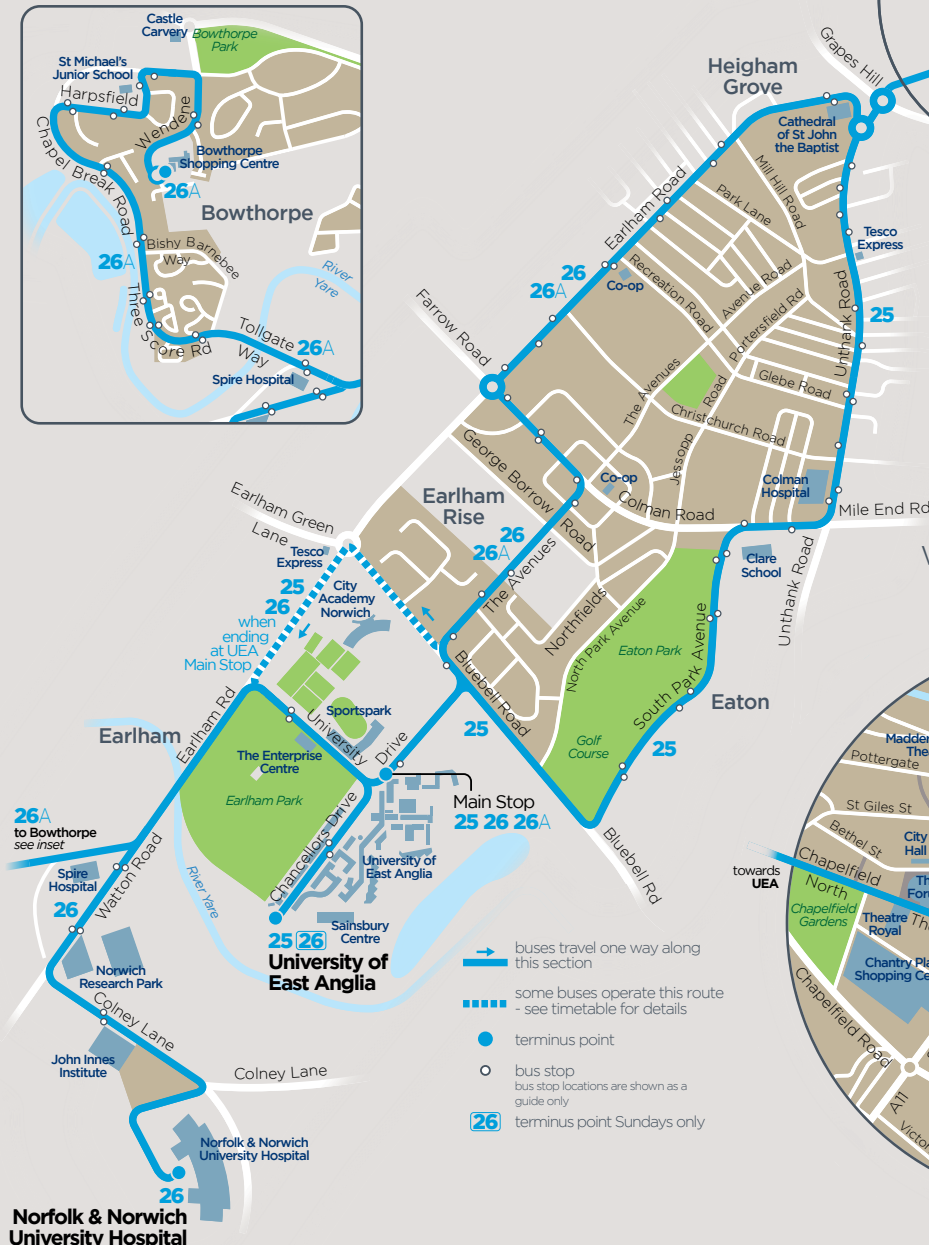 Castle
Carvery
Bowthorpe
Park
St Michael's
Junior School
Harpsfield
Wendene
Chapel Break Road
Bowthorpe
Shopping Centre
26A
Bowthorpe
Bishy Barnebee
Way
26A
River
Yare
Three Score Rd
Tollgate
Way
26A
Spire Hospital
Grapes Hill
Heigham
Grove
Cathedral
of St John
the Baptist
Earlham Road
Mill Hill Road
Park Lane
Tesco
Express
26
26A
Co-op
Recreation Road
Avenue Road
Portersfield Rd
Unthank Road
25
Farrow Road
The Avenues
Road
Glebe Road
Christchurch Road
Jessopp
George Borrow
Road
Co-op
Colman Road
Colman
Hospital
Mile End Rd
Earlham
Rise
Earlham Green
Lane
Tesco
Express
26
26A
The Avenues
Clare
School
Unthank Road
25
26
when
ending
at UEA
Main Stop
City
Academy
Norwich
Northfields
North Park Avenue
Eaton Park
South Park Avenue
Eaton
Bluebell Road
25
25
Golf
Course
Earlham Rd
Earlham
Sportspark
University
Drive
The Enterprise
Centre
Earlham Park
Main Stop
25 26 26A
Chancellors Drive
University of
East Anglia
Bluebell Rd
26A
to Bowthorpe
see inset
Spire
Hospital
26
Watton Road
River Yare
Sainsbury
Centre
25 26
University of
East Anglia
Norwich
Research Park
Colney Lane
John Innes
Institute
Colney Lane
Norfolk & Norwich
University Hospital
26
Norfolk & Norwich
University Hospital
buses travel one way along
this section
some buses operate this route
- see timetable for details
terminus point
bus stop
bus stop locations are shown as a
guide only
26 terminus point Sundays only
Madder
Thea
Pottergate
St Giles St
Bethel St
City
Hall
towards
UEA
Chapelfield
North
Th
Foru
Chapelfield
Gardens
Theatre
Royal
Th
Chantry Pla
Shopping Ce
Chapelfield Road
A11
Victor